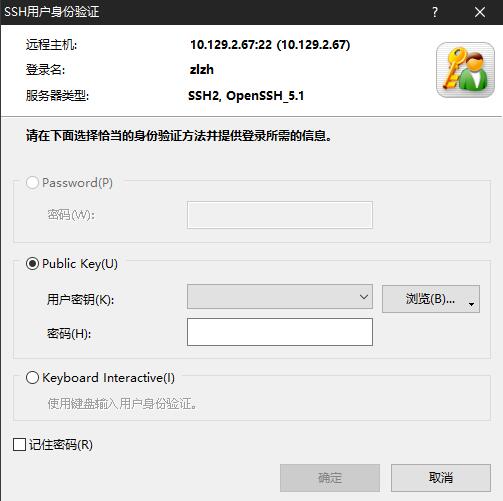 SSH用户身份验证
远程主机: 10.129.2.67:22 (10.129.2.67)
登录名: zlzh
服务器类型: SSH2, OpenSSH_5.1
请在下面选择恰当的身份验证方法并提供登录所需的信息。
Password(P)
密码(W):
Public Key(U)
用户密钥(K): 浏览(B)...
密码(H):
Keyboard Interactive(I)
使用键盘输入用户身份验证。
记住密码(R)
确定 取消